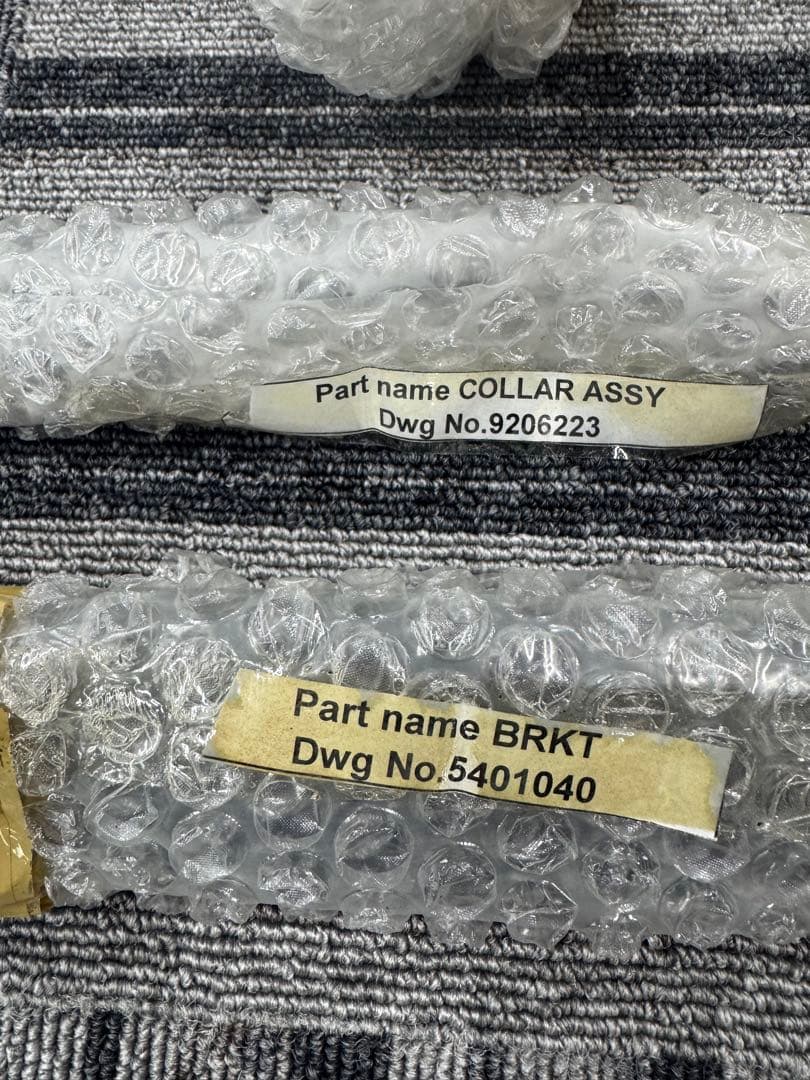 Part name COLLAR ASSY
Dwg No.9206223
Part name BRKT
Dwg No.5401040